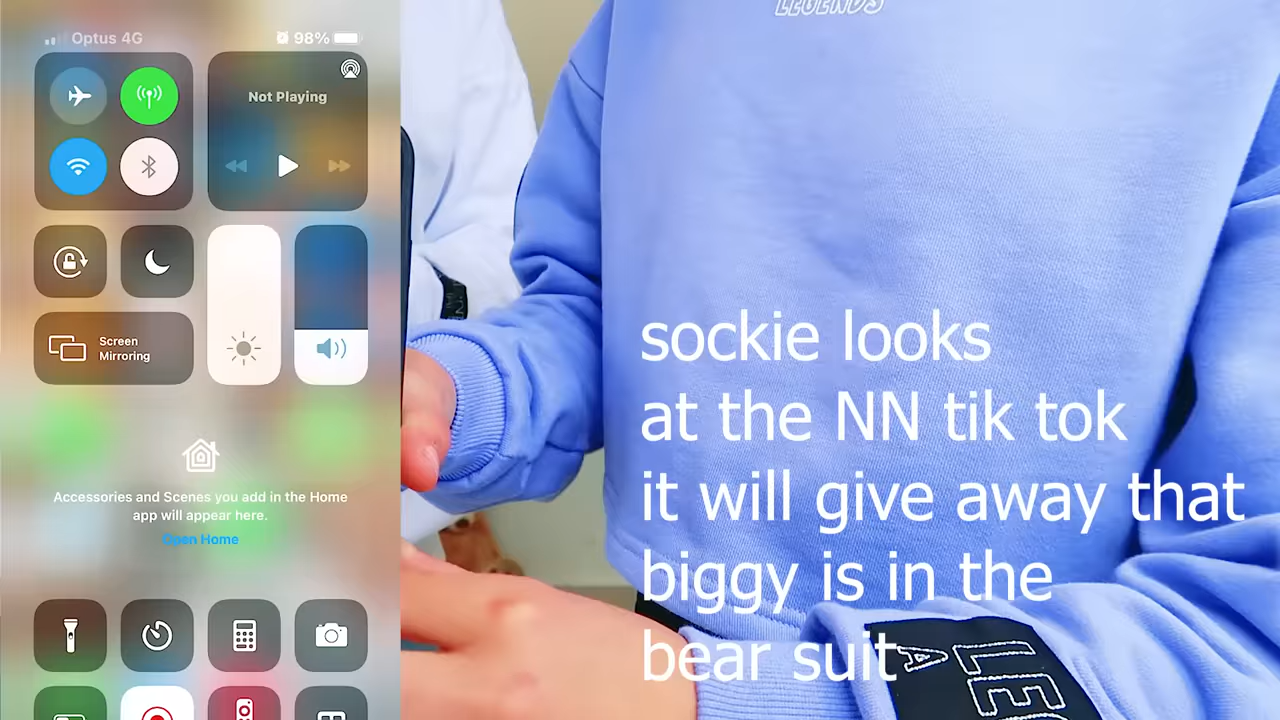 Optus 4G
98%
Not Playing
Screen
Mirroring
Accessories and Scenes you add in the Home
app will appear here.
Open Home
LEGENDS
sockie looks
at the NN tik tok
it will give away that
biggy is in the
bear suit